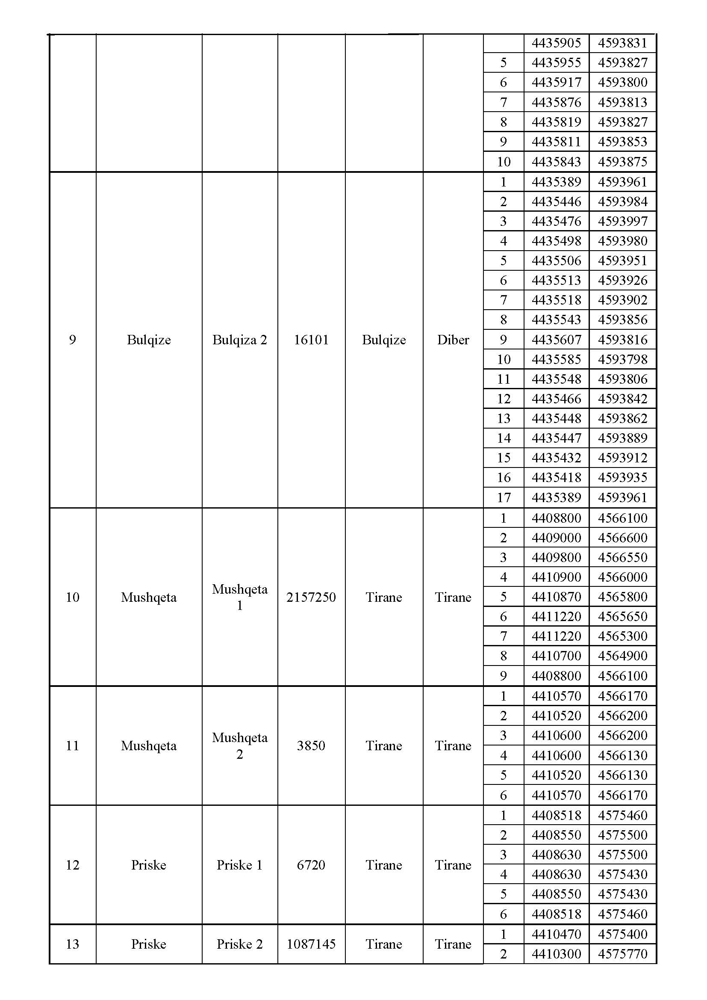 4435905 4593831
5 4435955 4593827
6 4435917 4593800
7 4435876 4593813
8 4435819 4593827
9 4435811 4593853
10 4435843 4593875
9 Bulqize Bulqiza 2 16101 Bulqize Diber
1 4435389 4593961
2 4435446 4593984
3 4435476 4593997
4 4435498 4593980
5 4435506 4593951
6 4435513 4593926
7 4435518 4593902
8 4435543 4593856
9 4435607 4593816
10 4435585 4593798
11 4435548 4593806
12 4435466 4593842
13 4435448 4593862
14 4435447 4593889
15 4435432 4593912
16 4435418 4593935
17 4435389 4593961
10 Mushqeta Mushqeta
1 2157250 Tirane Tirane
1 4408800 4566100
2 4409000 4566600
3 4409800 4566550
4 4410900 4566000
5 4410870 4565800
6 4411220 4565650
7 4411220 4565300
8 4410700 4564900
9 4408800 4566100
11 Mushqeta Mushqeta
2 3850 Tirane Tirane
1 4410570 4566170
2 4410520 4566200
3 4410600 4566200
4 4410600 4566130
5 4410520 4566130
6 4410570 4566170
12 Priske Priske 1 6720 Tirane Tirane
1 4408518 4575460
2 4408550 4575500
3 4408630 4575500
4 4408630 4575430
5 4408550 4575430
6 4408518 4575460
13 Priske Priske 2 1087145 Tirane Tirane
1 4410470 4575400
2 4410300 4575770